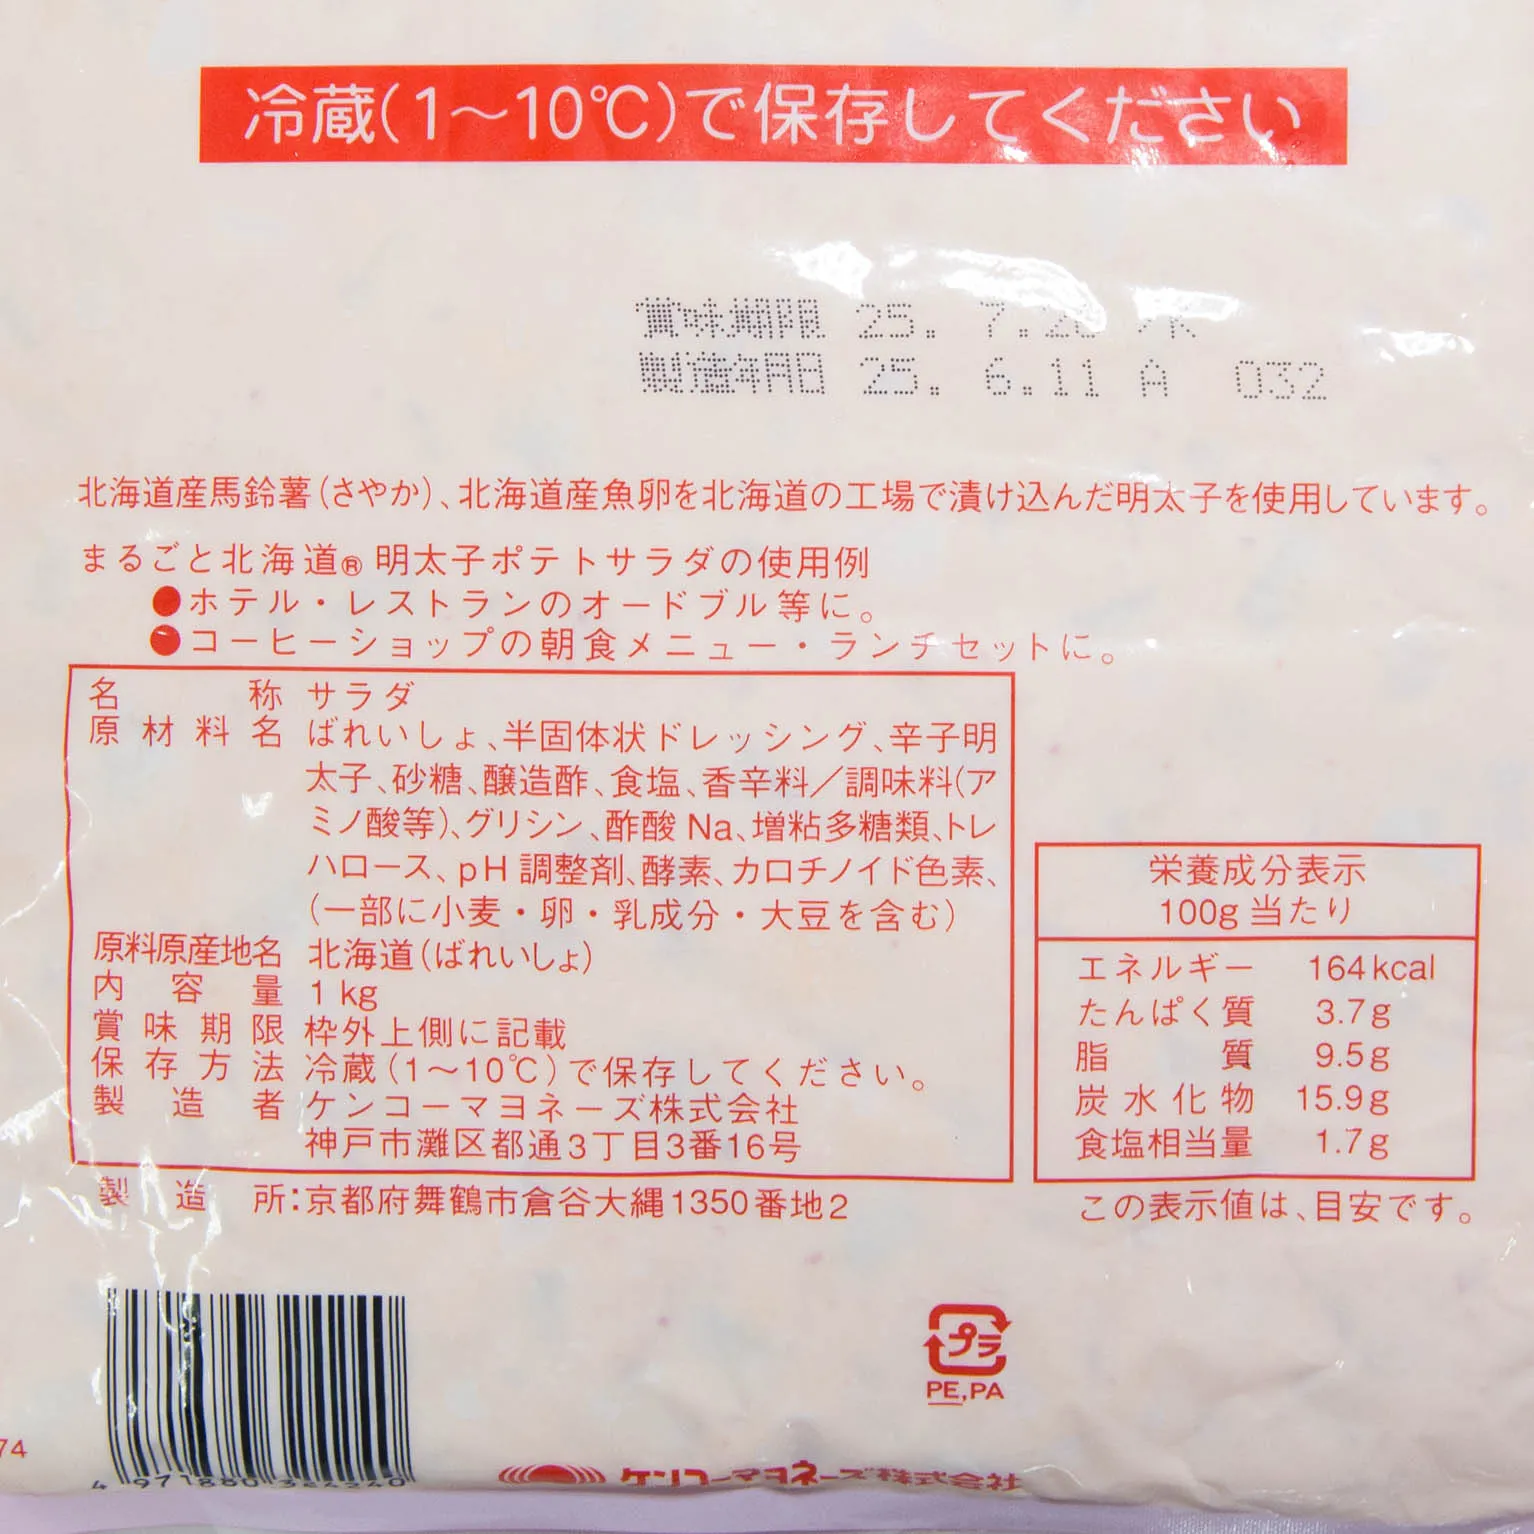 冷蔵(1〜10℃)で保存してください
賞味期限 25. 7.
製造年月日 25. 6.11 A 032
北海道産馬鈴薯(さやか)、北海道産魚卵を北海道の工場で漬け込んだ明太子を使用しています。
まるごと北海道® 明太子ポテトサラダの使用例
●ホテル・レストランのオードブル等に。
●コーヒーショップの朝食メニュー・ランチセットに。
名称 サラダ
原材料名 ばれいしょ、半固体状ドレッシング、辛子明
太子、砂糖、醸造酢、食塩、香辛料／調味料(ア
ミノ酸等)、グリシン、酢酸Na、増粘多糖類、トレ
ハロース、pH調整剤、酵素、カロチノイド色素、
(一部に小麦・卵・乳成分・大豆を含む)
原料原産地名 北海道(ばれいしょ)
内容量 1kg
賞味期限 枠外上側に記載
保存方法 冷蔵(1〜10℃)で保存してください。
製造者 ケンコーマヨネーズ株式会社
神戸市灘区都通3丁目3番16号
製造所:京都府舞鶴市倉谷大縄1350番地2
栄養成分表示
100g当たり
エネルギー 164kcal
たんぱく質 3.7g
脂質 9.5g
炭水化物 15.9g
食塩相当量 1.7g
この表示値は、目安です。
プラ
PE,PA
74
ケンコーマヨネーズ株式会社